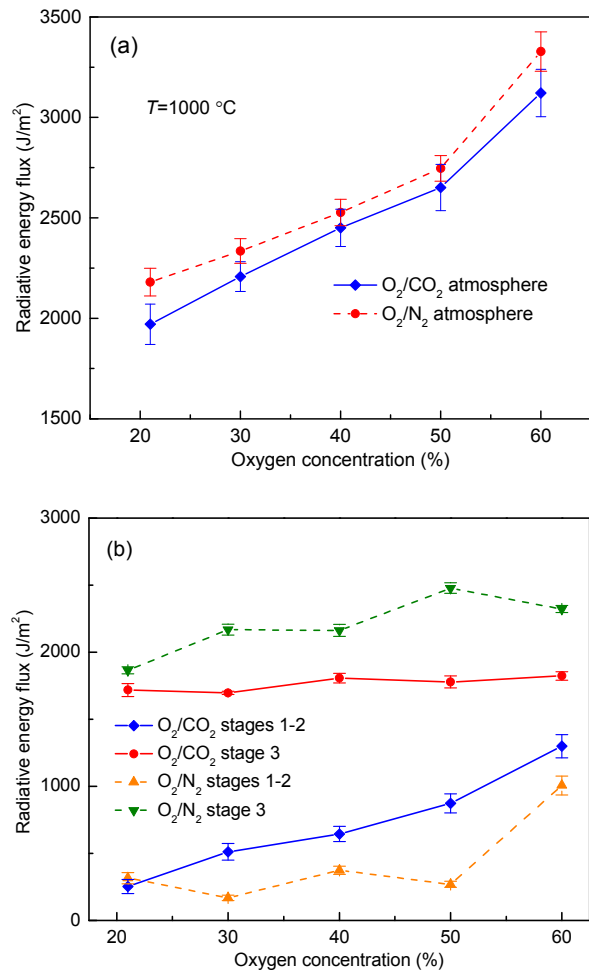 (a)
T=1000 °C
3500
3000
2500
2000
1500
Radiative energy flux (J/m²)
O₂/CO₂ atmosphere
O₂/N₂ atmosphere
20 30 40 50 60
Oxygen concentration (%)
(b)
3000
2000
1000
0
Radiative energy flux (J/m²)
O₂/CO₂ stages 1-2
O₂/CO₂ stage 3
O₂/N₂ stages 1-2
O₂/N₂ stage 3
20 30 40 50 60
Oxygen concentration (%)